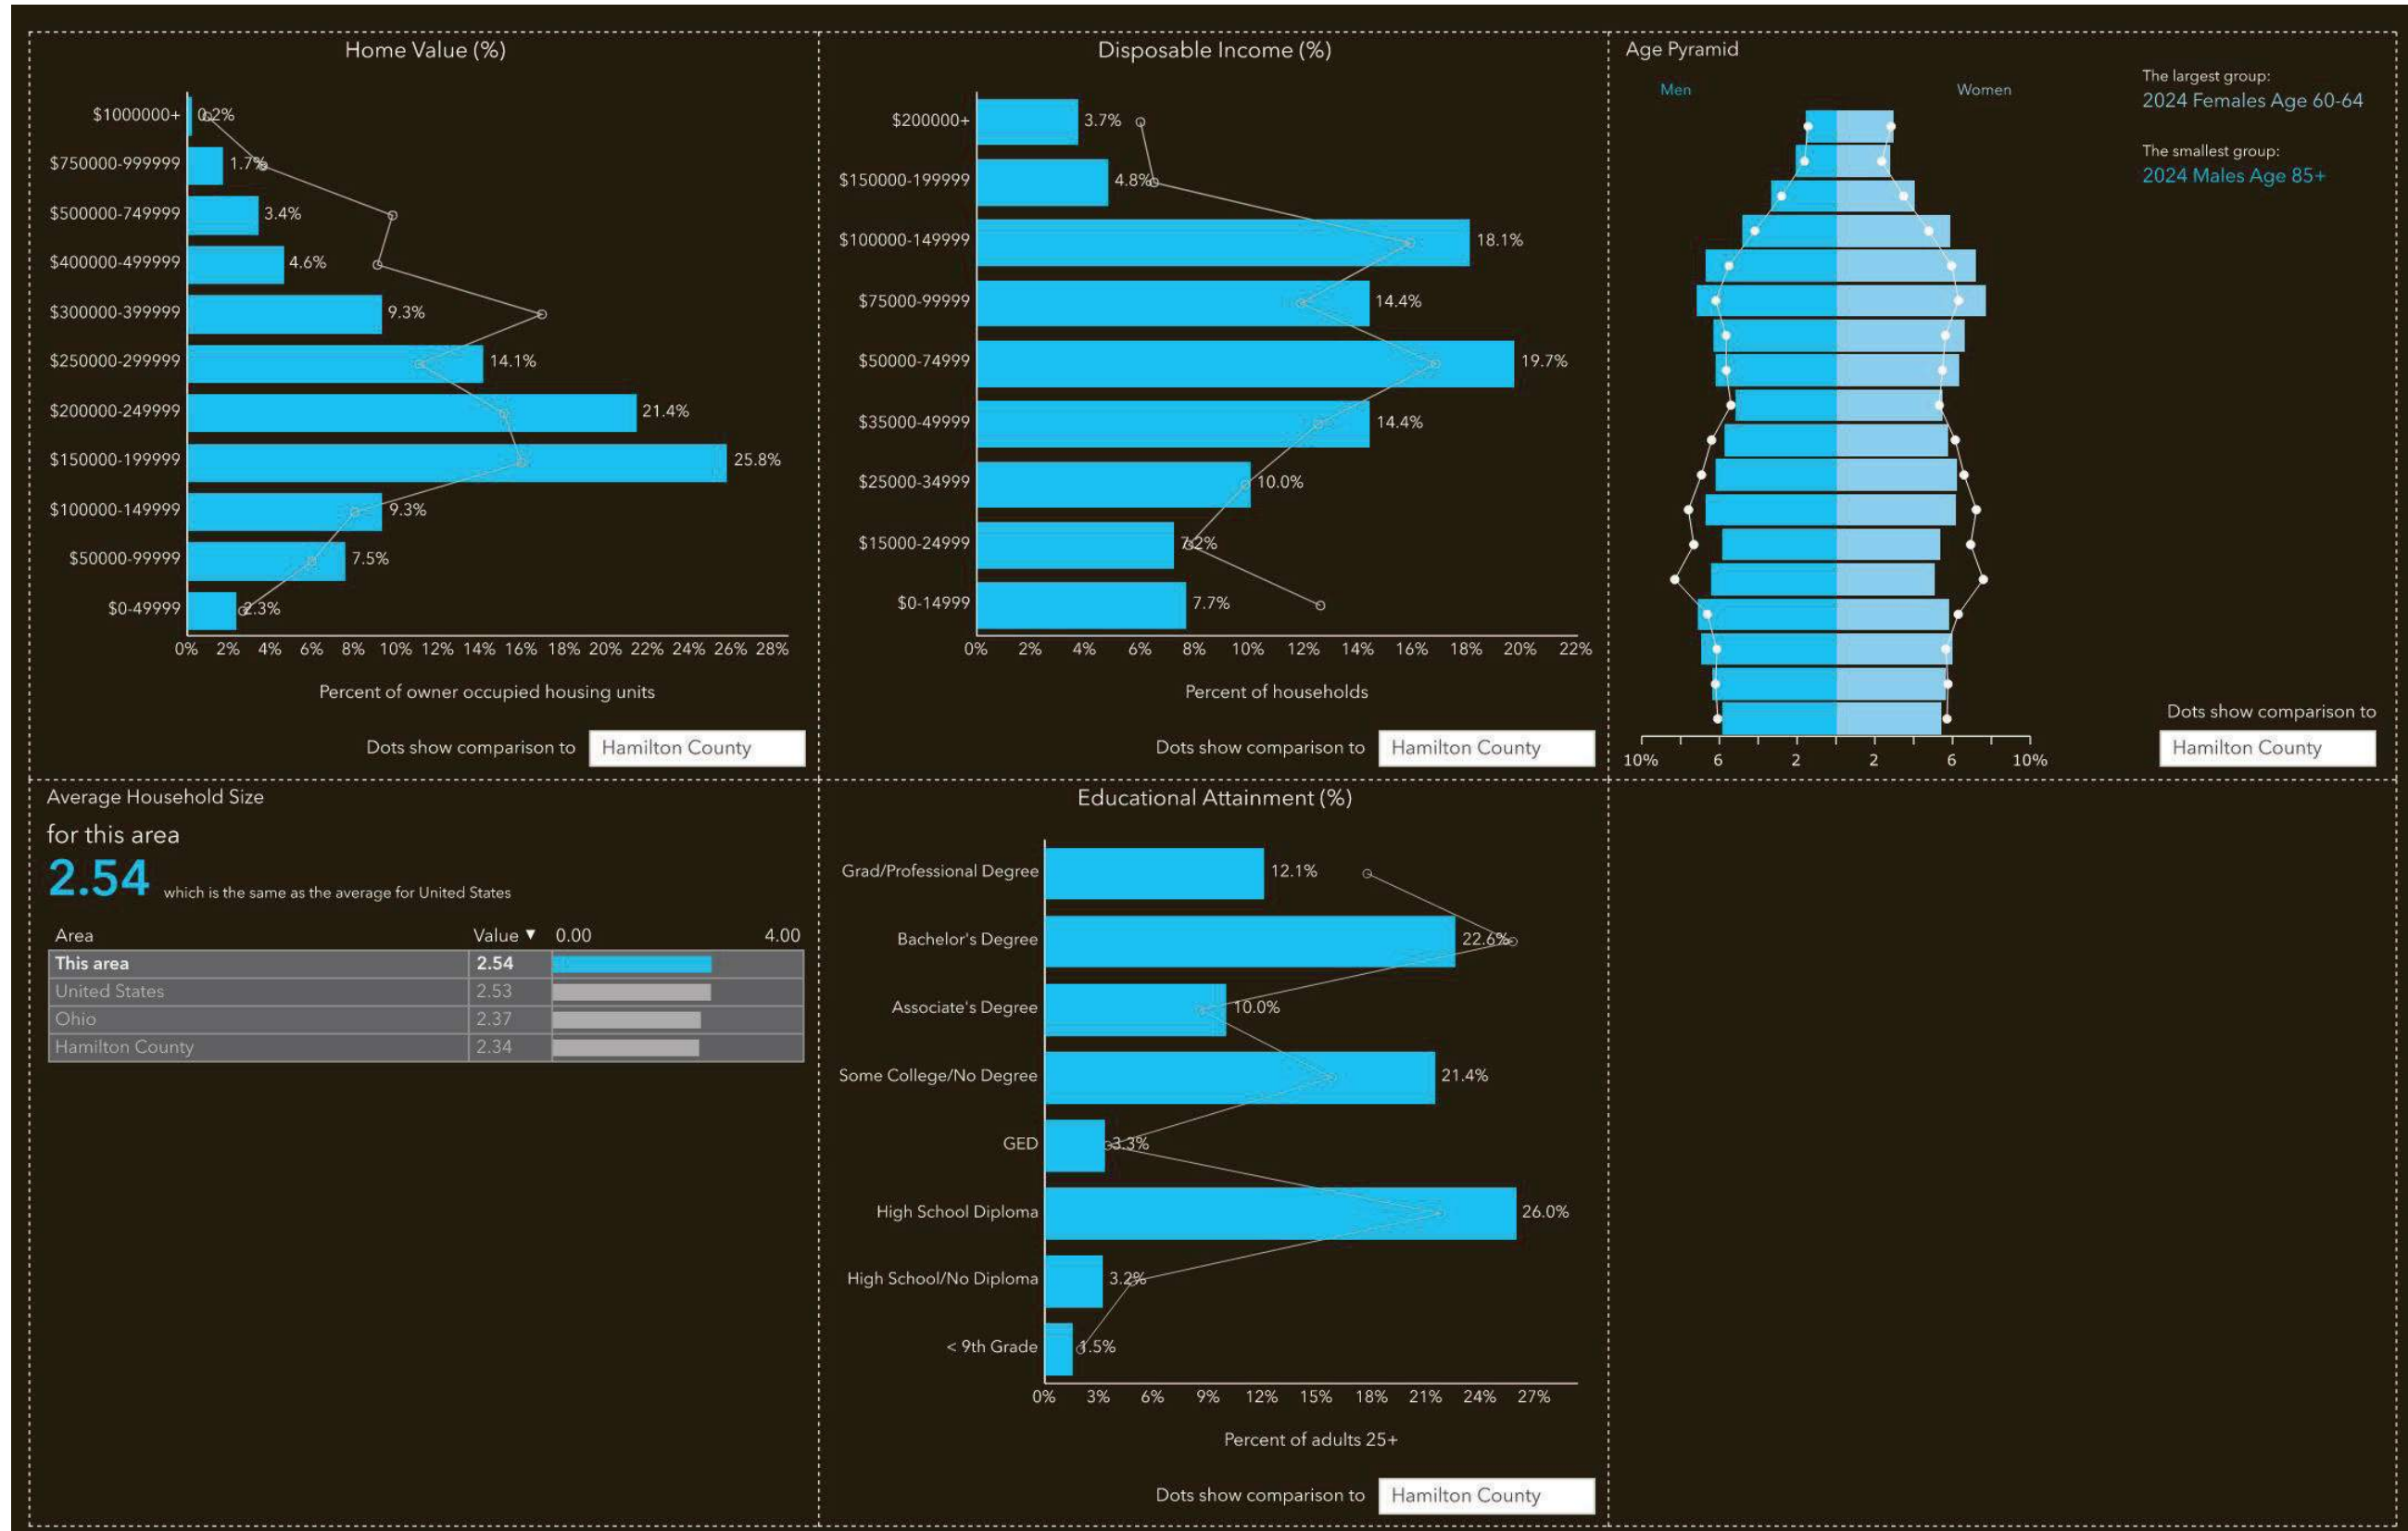 Home Value (%)
$1000000+ 0.2%
$750000-999999 1.7%
$500000-749999 3.4%
$400000-499999 4.6%
$300000-399999 9.3%
$250000-299999 14.1%
$200000-249999 21.4%
$150000-199999 25.8%
$100000-149999 9.3%
$50000-99999 7.5%
$0-49999 2.3%
0% 2% 4% 6% 8% 10% 12% 14% 16% 18% 20% 22% 24% 26% 28%
Percent of owner occupied housing units
Dots show comparison to Hamilton County
Disposable Income (%)
$200000+ 3.7%
$150000-199999 4.8%
$100000-149999 18.1%
$75000-99999 14.4%
$50000-74999 19.7%
$35000-49999 14.4%
$25000-34999 10.0%
$15000-24999 7.2%
$0-14999 7.7%
0% 2% 4% 6% 8% 10% 12% 14% 16% 18% 20% 22%
Percent of households
Dots show comparison to Hamilton County
Age Pyramid
Men Women
The largest group:
2024 Females Age 60-64
The smallest group:
2024 Males Age 85+
10% 6 2 2 6 10%
Dots show comparison to
Hamilton County
Average Household Size
for this area
2.54 which is the same as the average for United States
Area Value ▼ 0.00 4.00
This area 2.54
United States 2.53
Ohio 2.37
Hamilton County 2.34
Educational Attainment (%)
Grad/Professional Degree 12.1%
Bachelor's Degree 22.6%
Associate's Degree 10.0%
Some College/No Degree 21.4%
GED 3.3%
High School Diploma 26.0%
High School/No Diploma 3.2%
< 9th Grade 1.5%
0% 3% 6% 9% 12% 15% 18% 21% 24% 27%
Percent of adults 25+
Dots show comparison to Hamilton County